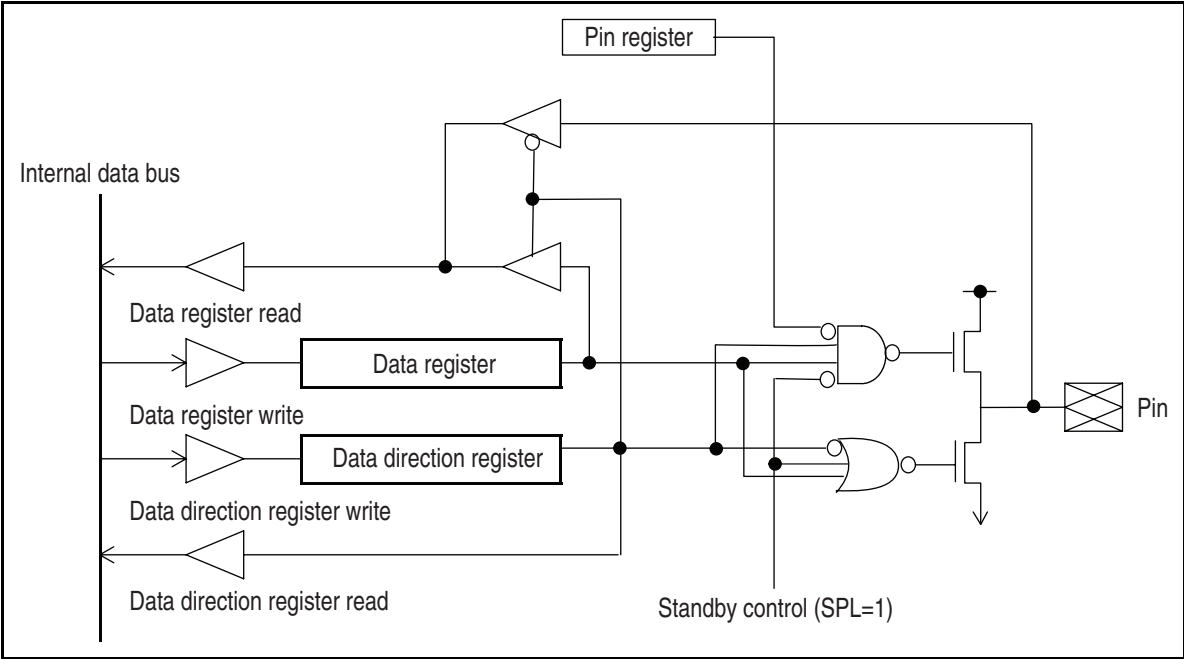 Pin register
Internal data bus
Data register read
Data register
Data register write
Pin
Data direction register
Data direction register write
Data direction register read
Standby control (SPL=1)